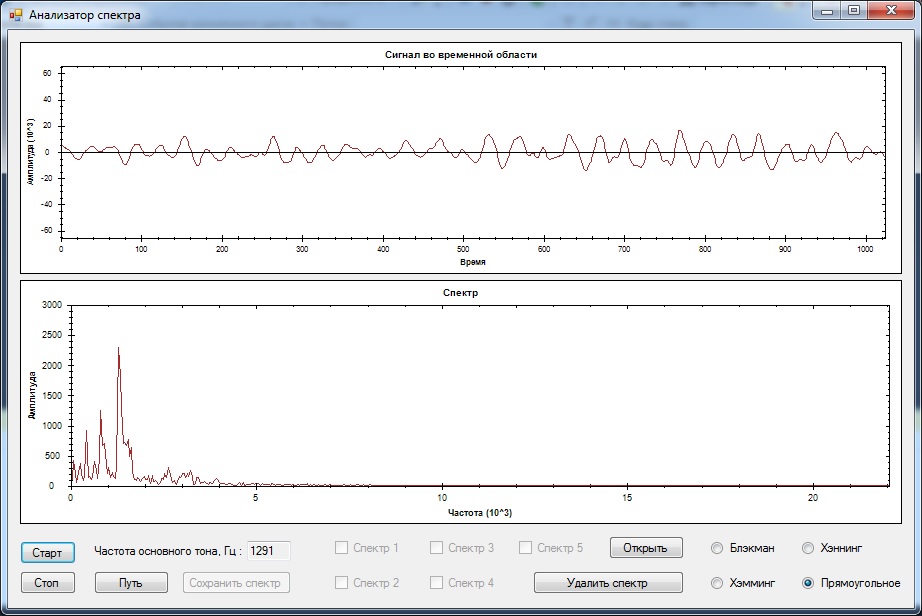 Анализатор спектра
Сигнал во временной области
60
40
20
0
-20
-40
-60
Амплитуда (10^3)
0 100 200 300 400 500 600 700 800 900 1000
Время
Спектр
3000
2500
2000
1500
1000
500
0
Амплитуда
0 5 10 15 20
Частота (10^3)
Старт Частота основного тона, Гц : 1291 Спектр 1 Спектр 3 Спектр 5 Открыть Блэкман Хэннинг
Стоп Путь Сохранить спектр Спектр 2 Спектр 4 Удалить спектр Хэмминг Прямоугольное